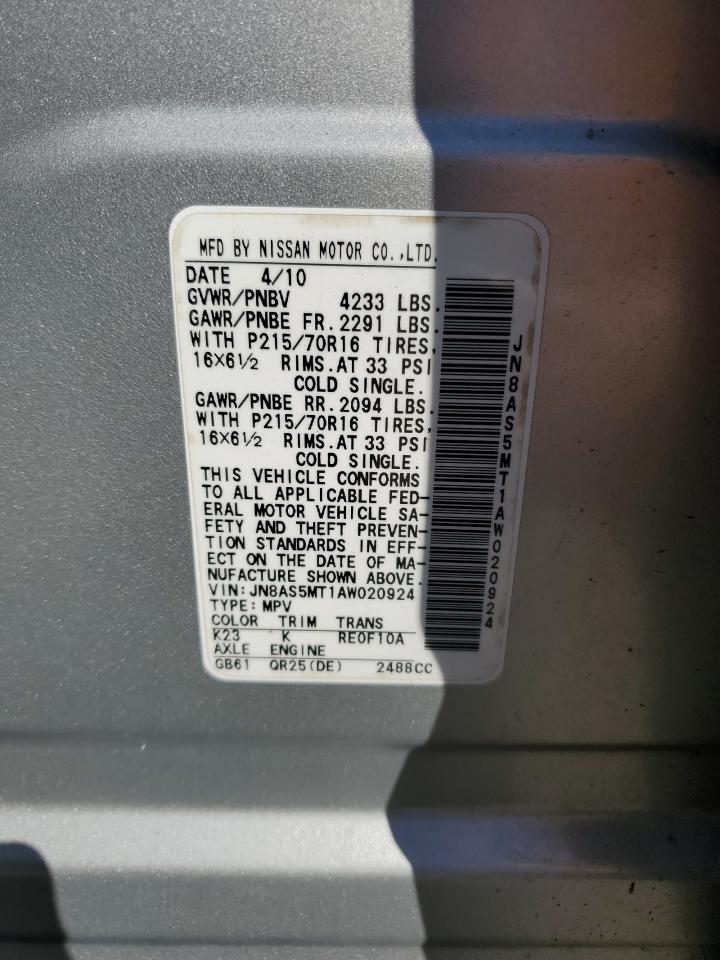 MFD BY NISSAN MOTOR CO.,LTD.
DATE 4/10
GVWR/PNBV 4233 LBS.
GAWR/PNBE FR.2291 LBS.
WITH P215/70R16 TIRES,
16X6½ RIMS.AT 33 PSI
COLD SINGLE.
GAWR/PNBE RR.2094 LBS.
WITH P215/70R16 TIRES,
16X6½ RIMS.AT 33 PSI
COLD SINGLE.
THIS VEHICLE CONFORMS
TO ALL APPLICABLE FED-
ERAL MOTOR VEHICLE SA-
FETY AND THEFT PREVEN-
TION STANDARDS IN EFF-
ECT ON THE DATE OF MA-
NUFACTURE SHOWN ABOVE.
VIN:JN8AS5MT1AW020924
TYPE:MPV
COLOR TRIM TRANS
K23 K RE0F10A
AXLE ENGINE
GB61 QR25(DE) 2488CC
JN8AS5MT1AW020924